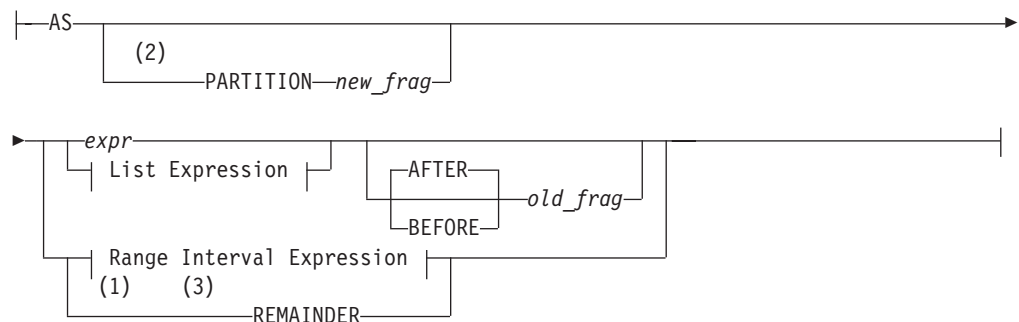 AS
(2)
PARTITION new_frag
expr
List Expression
AFTER
old_frag
BEFORE
Range Interval Expression
(1) (3)
REMAINDER